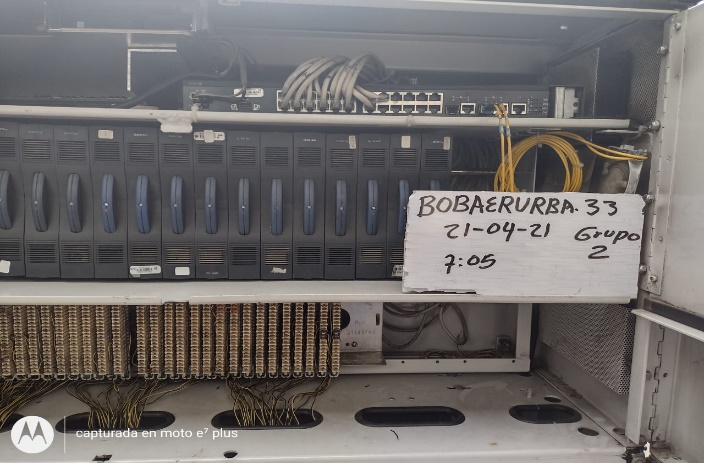 BOBAERURBA. 33
21-04-21 Grupo
7:05 2
capturada en moto e⁷ plus